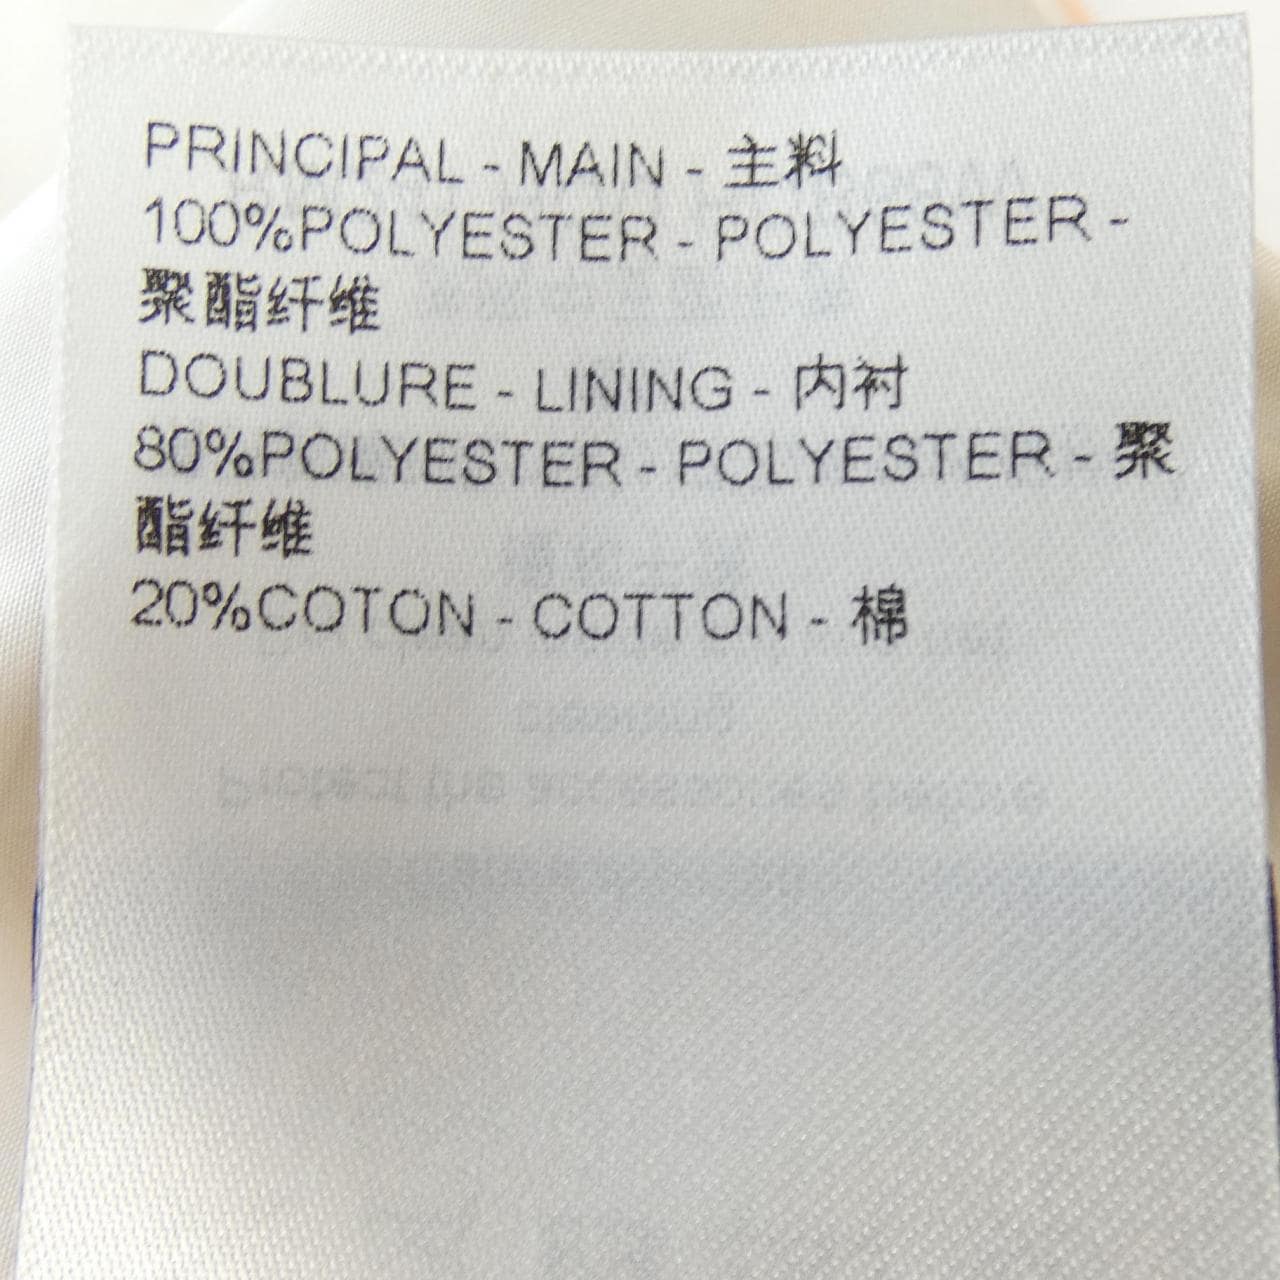 PRINCIPAL - MAIN - 主料
100%POLYESTER - POLYESTER -
聚酯纤维
DOUBLURE - LINING - 内衬
80%POLYESTER - POLYESTER - 聚
酯纤维
20%COTON - COTTON - 棉